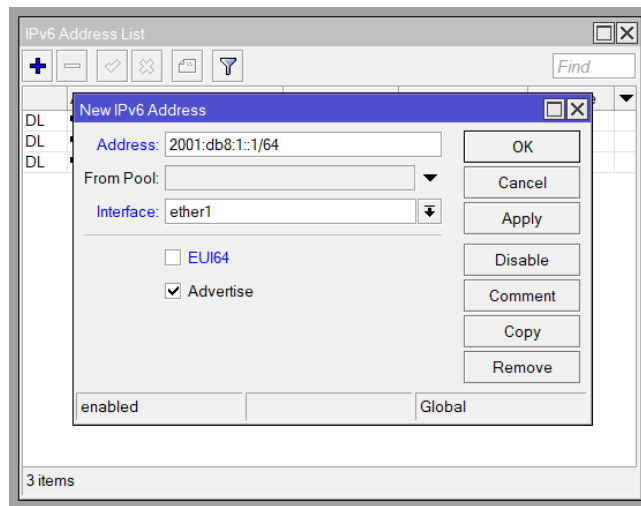 IPv6 Address List
Find
DL
DL
DL
New IPv6 Address
Address: 2001:db8:1::1/64
From Pool:
Interface: ether1
EUI64
Advertise
OK
Cancel
Apply
Disable
Comment
Copy
Remove
enabled Global
3 items